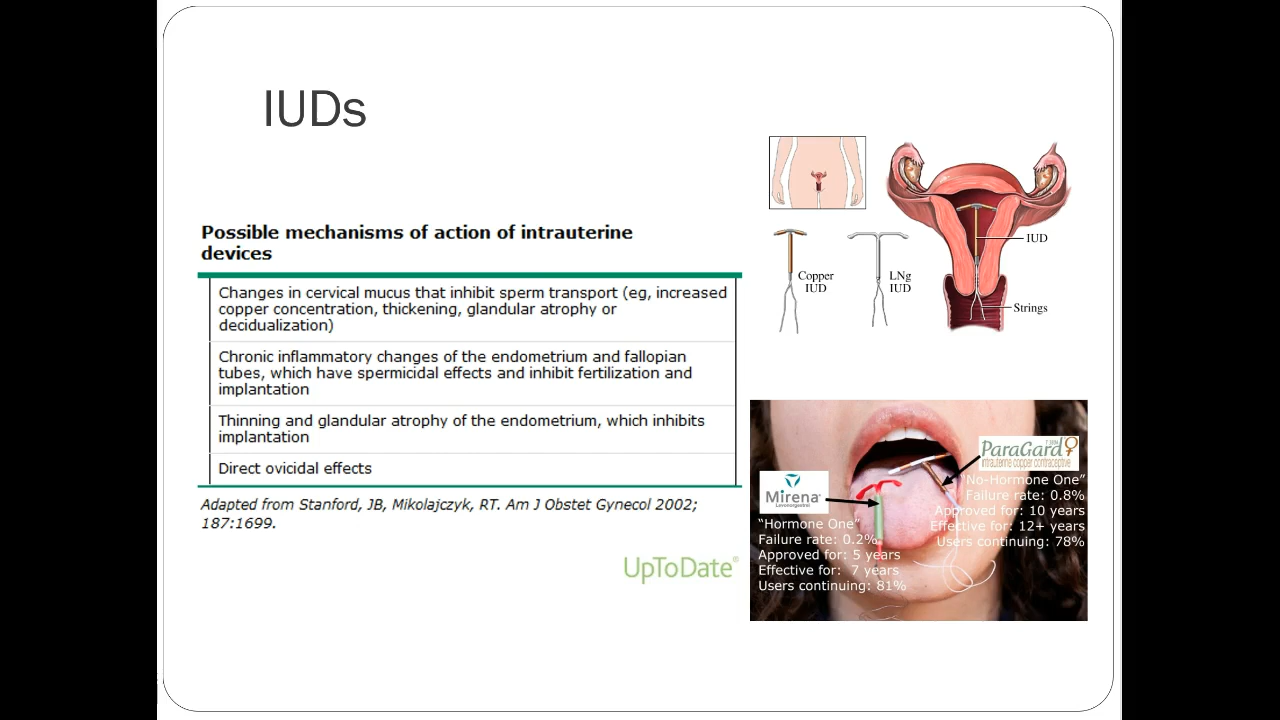 IUDs
Possible mechanisms of action of intrauterine
devices
Changes in cervical mucus that inhibit sperm transport (eg, increased
copper concentration, thickening, glandular atrophy or
decidualization)
Chronic inflammatory changes of the endometrium and fallopian
tubes, which have spermicidal effects and inhibit fertilization and
implantation
Thinning and glandular atrophy of the endometrium, which inhibits
implantation
Direct ovicidal effects
Adapted from Stanford, JB, Mikolajczyk, RT. Am J Obstet Gynecol 2002;
187:1699.
UpToDate®
Copper
IUD
LNg
IUD
IUD
Strings
Mirena
Levonorgestrel
"Hormone One"
Failure rate: 0.2%
Approved for: 5 years
Effective for: 7 years
Users continuing: 81%
ParaGard
intrauterine copper contraceptive
"No-Hormone One"
Failure rate: 0.8%
Approved for: 10 years
Effective for: 12+ years
Users continuing: 78%